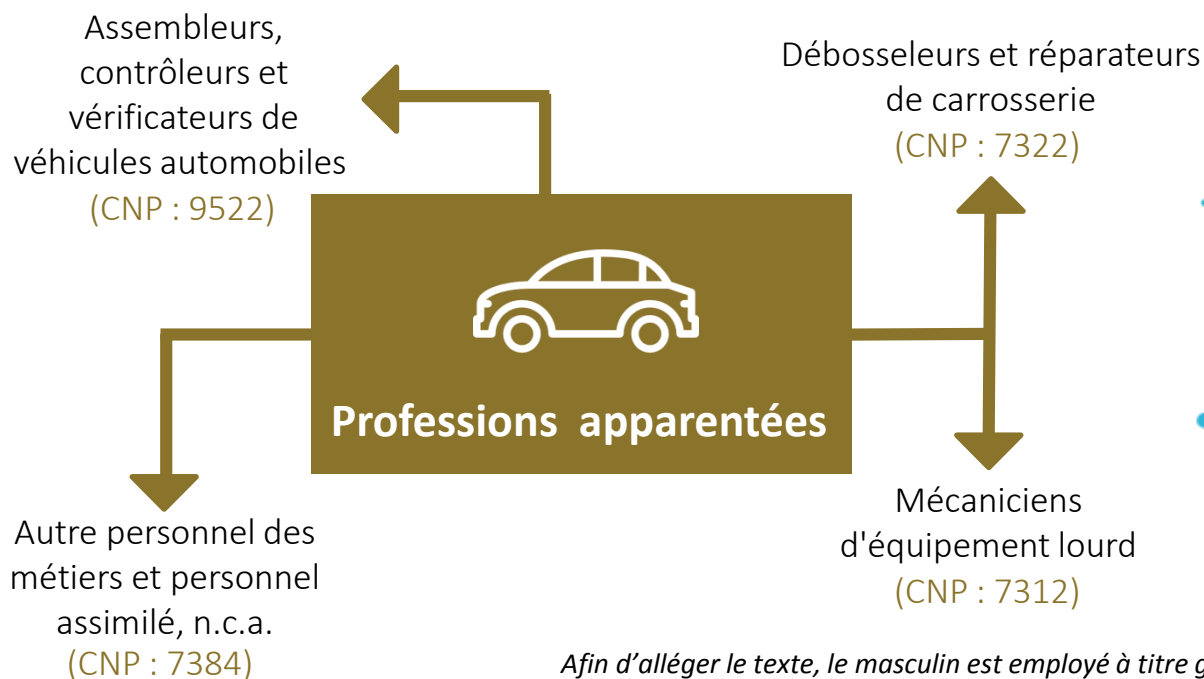 Assembleurs,
contrôleurs et
vérificateurs de
véhicules automobiles
(CNP : 9522)
Débosseleurs et réparateurs
de carrosserie
(CNP : 7322)
Professions apparentées
Autre personnel des
métiers et personnel
assimilé, n.c.a.
(CNP : 7384)
Mécaniciens
d'équipement lourd
(CNP : 7312)
Afin d’alléger le texte, le masculin est employé à titre